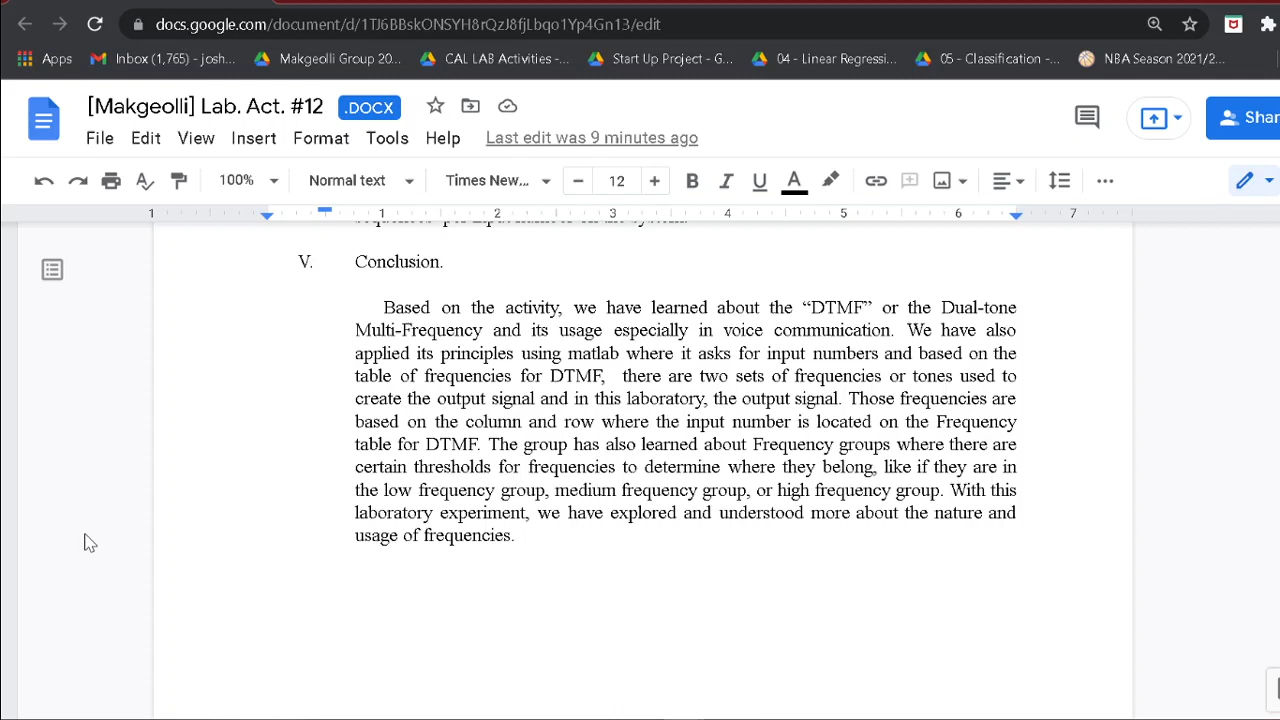 docs.google.com/document/d/1TJ6BBskONSYH8rQzJ8fjLbqo1Yp4Gn13/edit
Apps Inbox (1,765) - josh... Makgeolli Group 20... CAL LAB Activities -... Start Up Project - G... 04 - Linear Regressi... 05 - Classification -... NBA Season 2021/2...
[Makgeolli] Lab. Act. #12 .DOCX
Shar
File Edit View Insert Format Tools Help Last edit was 9 minutes ago
100% Normal text Times New... 12 B I U A
1 1 2 3 4 5 6 7
V. Conclusion.
Based on the activity, we have learned about the “DTMF” or the Dual-tone
Multi-Frequency and its usage especially in voice communication. We have also
applied its principles using matlab where it asks for input numbers and based on the
table of frequencies for DTMF, there are two sets of frequencies or tones used to
create the output signal and in this laboratory, the output signal. Those frequencies are
based on the column and row where the input number is located on the Frequency
table for DTMF. The group has also learned about Frequency groups where there are
certain thresholds for frequencies to determine where they belong, like if they are in
the low frequency group, medium frequency group, or high frequency group. With this
laboratory experiment, we have explored and understood more about the nature and
usage of frequencies.